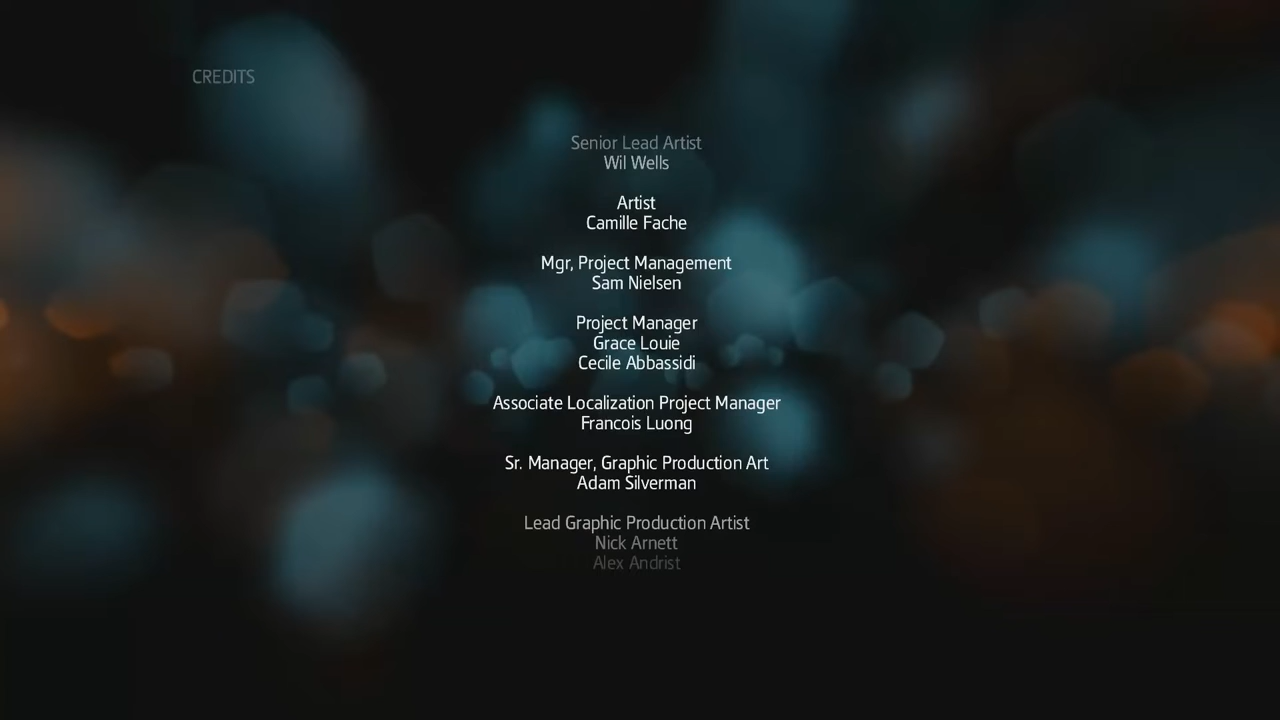 CREDITS
Senior Lead Artist
Wil Wells
Artist
Camille Fache
Mgr, Project Management
Sam Nielsen
Project Manager
Grace Louie
Cecile Abbassidi
Associate Localization Project Manager
Francois Luong
Sr. Manager, Graphic Production Art
Adam Silverman
Lead Graphic Production Artist
Nick Arnett
Alex Andrist